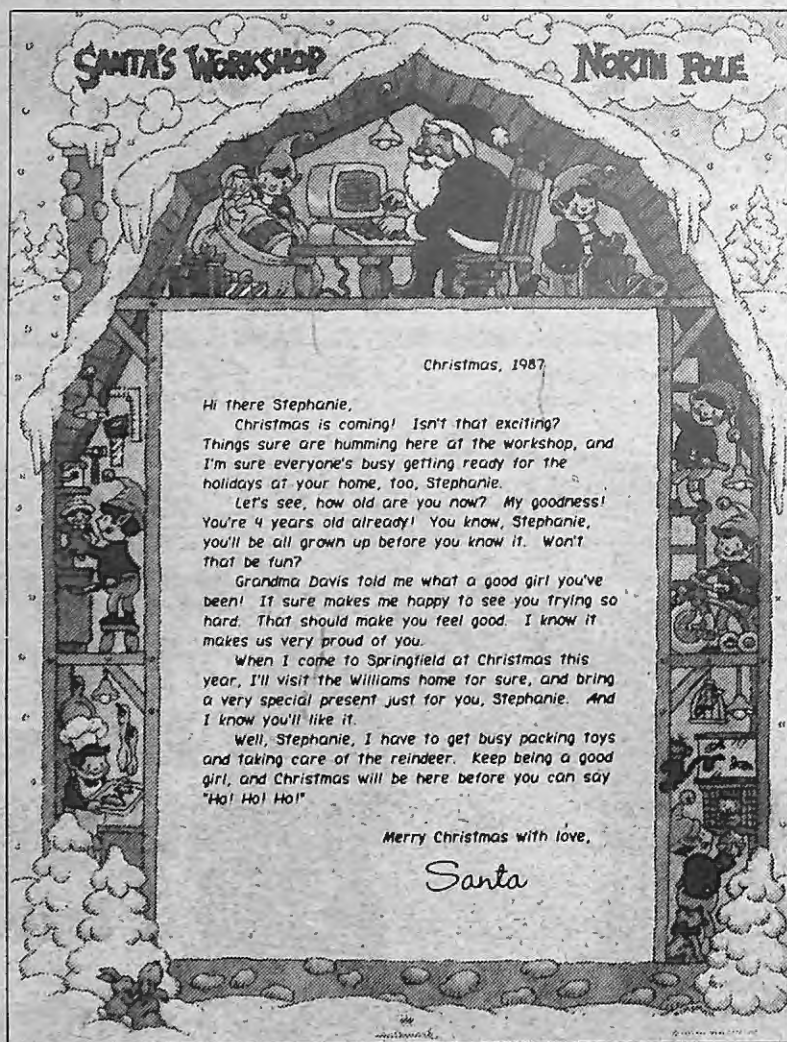 SANTA'S WORKSHOP
NORTH POLE
Christmas, 1987
Hi there Stephanie,
Christmas is coming! Isn't that exciting?
Things sure are humming here at the workshop, and
I'm sure everyone's busy getting ready for the
holidays at your home, too, Stephanie.
Let's see, how old are you now? My goodness!
You're 4 years old already! You know, Stephanie,
you'll be all grown up before you know it. Won't
that be fun?
Grandma Davis told me what a good girl you've
been! It sure makes me happy to see you trying so
hard. That should make you feel good. I know it
makes us very proud of you.
When I come to Springfield at Christmas this
year, I'll visit the Williams home for sure, and bring
a very special present just for you, Stephanie. And
I know you'll like it.
Well, Stephanie, I have to get busy packing toys
and taking care of the reindeer. Keep being a good
girl, and Christmas will be here before you can say
"Ho! Ho! Ho!"
Merry Christmas with love,
Santa
Hallmark